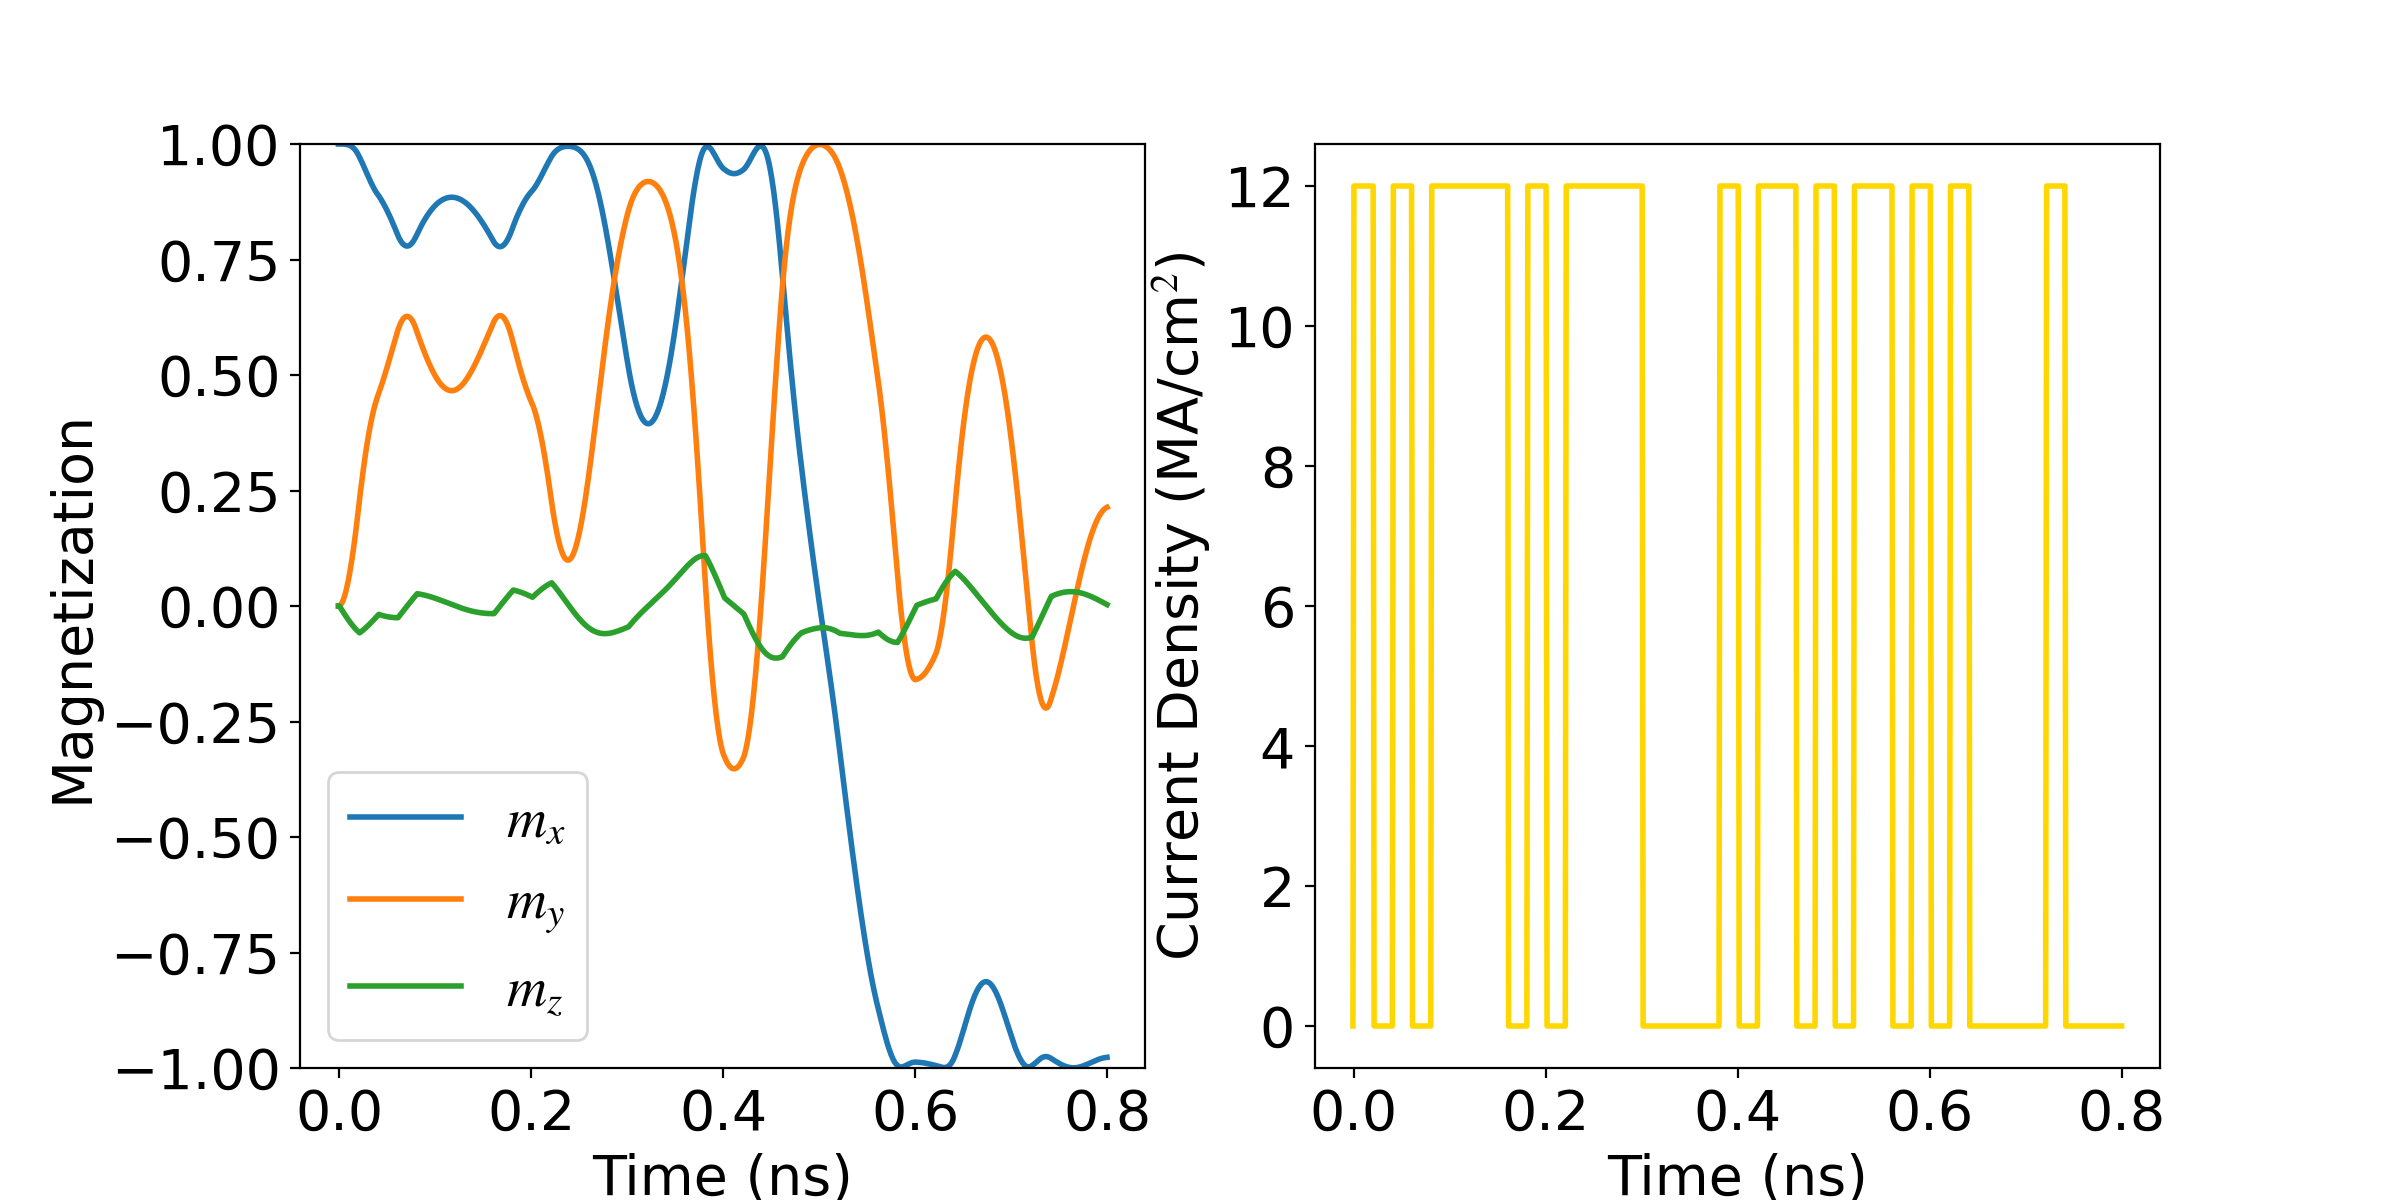 1.00
0.75
0.50
0.25
0.00
−0.25
−0.50
−0.75
−1.00
Magnetization
0.0 0.2 0.4 0.6 0.8
Time (ns)
m_x
m_y
m_z
12
10
8
6
4
2
0
Current Density (MA/cm²)
0.0 0.2 0.4 0.6 0.8
Time (ns)